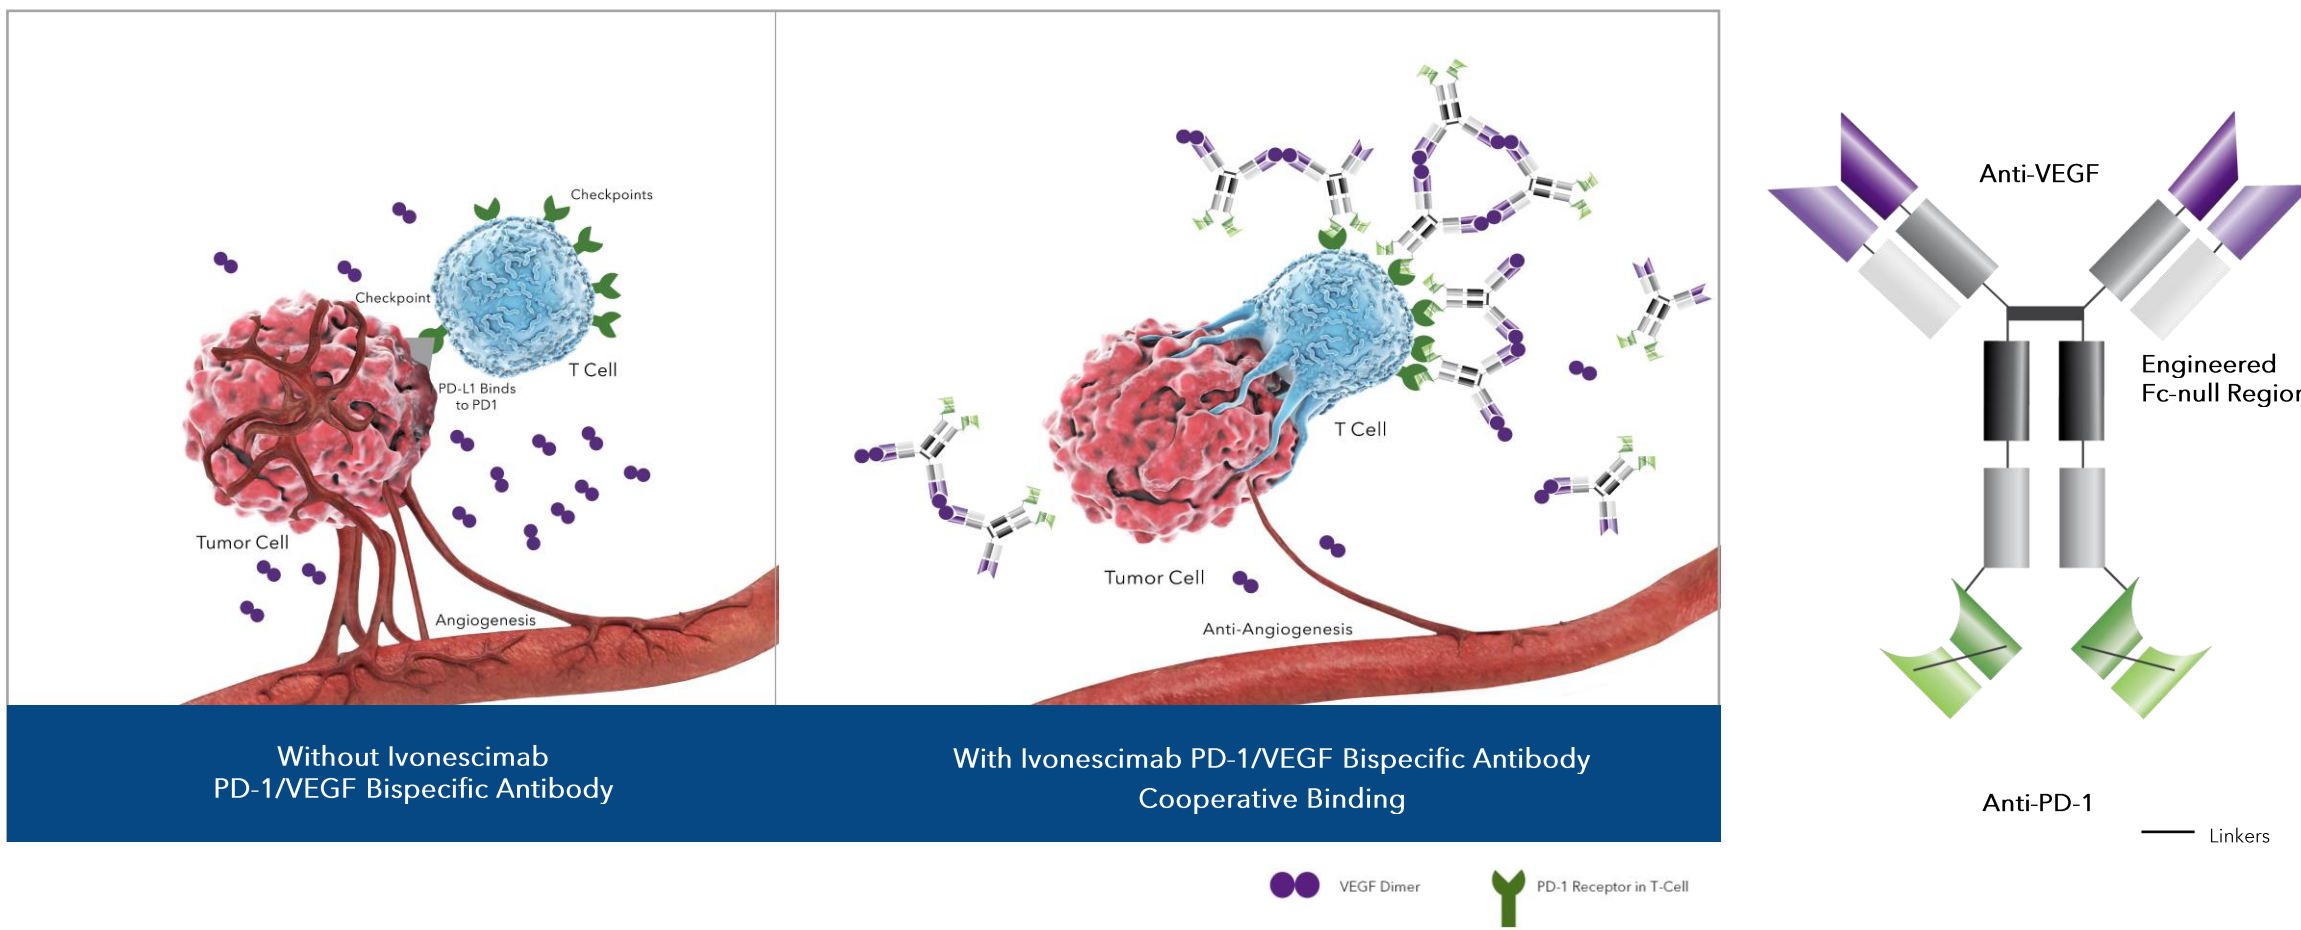 Checkpoints
Checkpoint
T Cell
PD-L1 Binds
to PD1
Tumor Cell
Angiogenesis
Without Ivonescimab
PD-1/VEGF Bispecific Antibody
T Cell
Tumor Cell
Anti-Angiogenesis
With Ivonescimab PD-1/VEGF Bispecific Antibody
Cooperative Binding
VEGF Dimer
PD-1 Receptor in T-Cell
Anti-VEGF
Engineered
Fc-null Region
Anti-PD-1
Linkers